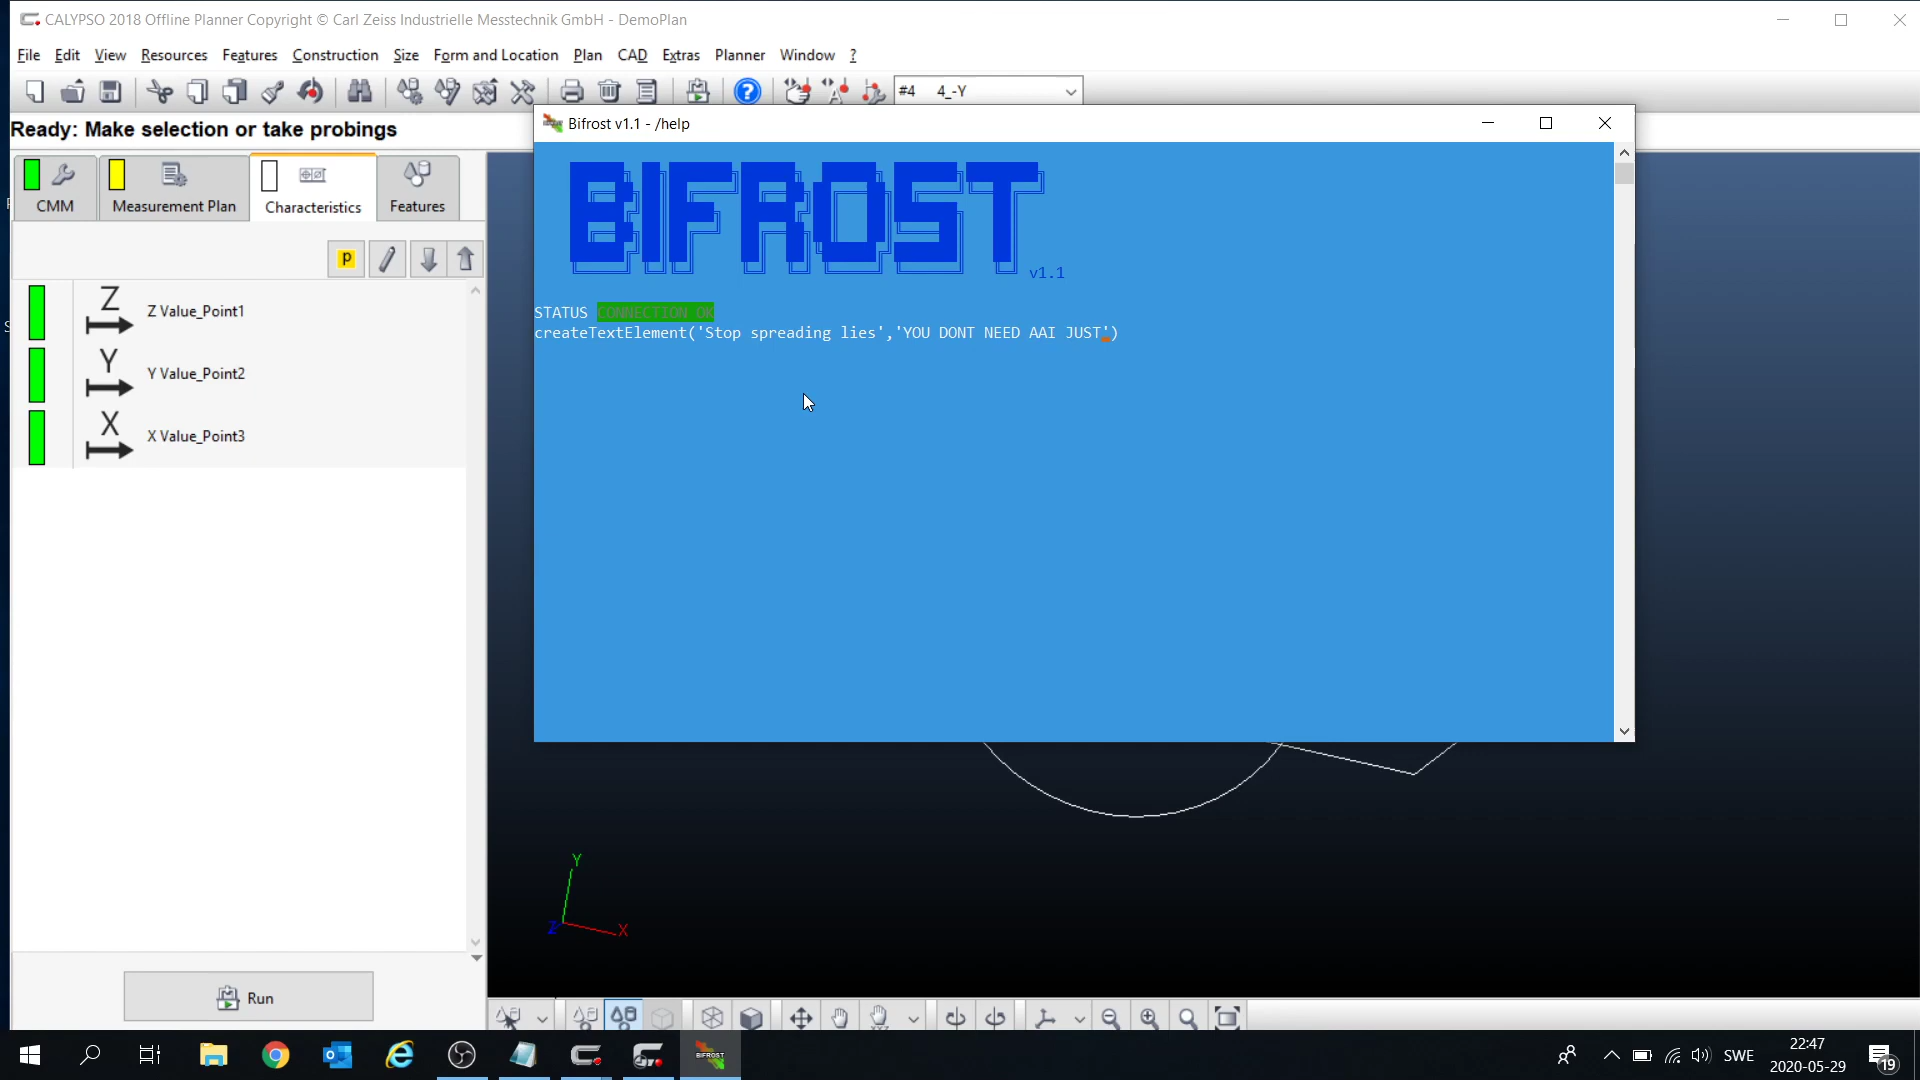 CALYPSO 2018 Offline Planner Copyright © Carl Zeiss Industrielle Messtechnik GmbH - DemoPlan
File Edit View Resources Features Construction Size Form and Location Plan CAD Extras Planner Window ?
#4 4_-Y
Ready: Make selection or take probings
Bifrost v1.1 - /help
CMM
Measurement Plan
Characteristics
Features
BIFROST v1.1
p
STATUS CONNECTION OK
createTextElement('Stop spreading lies','YOU DONT NEED AAI JUST')
Z
Z Value_Point1
Y
Y Value_Point2
X
X Value_Point3
Y
Z
X
Run
BIFROST
SWE
22:47
2020-05-29
19